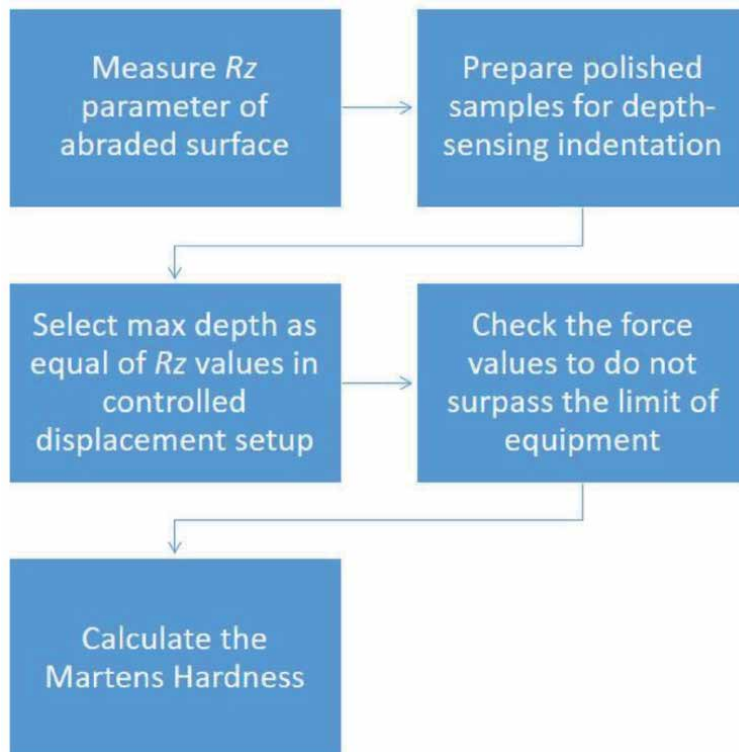 Measure Rz
parameter of
abraded surface
Prepare polished
samples for depth-
sensing indentation
Select max depth as
equal of Rz values in
controlled
displacement setup
Check the force
values to do not
surpass the limit of
equipment
Calculate the
Martens Hardness